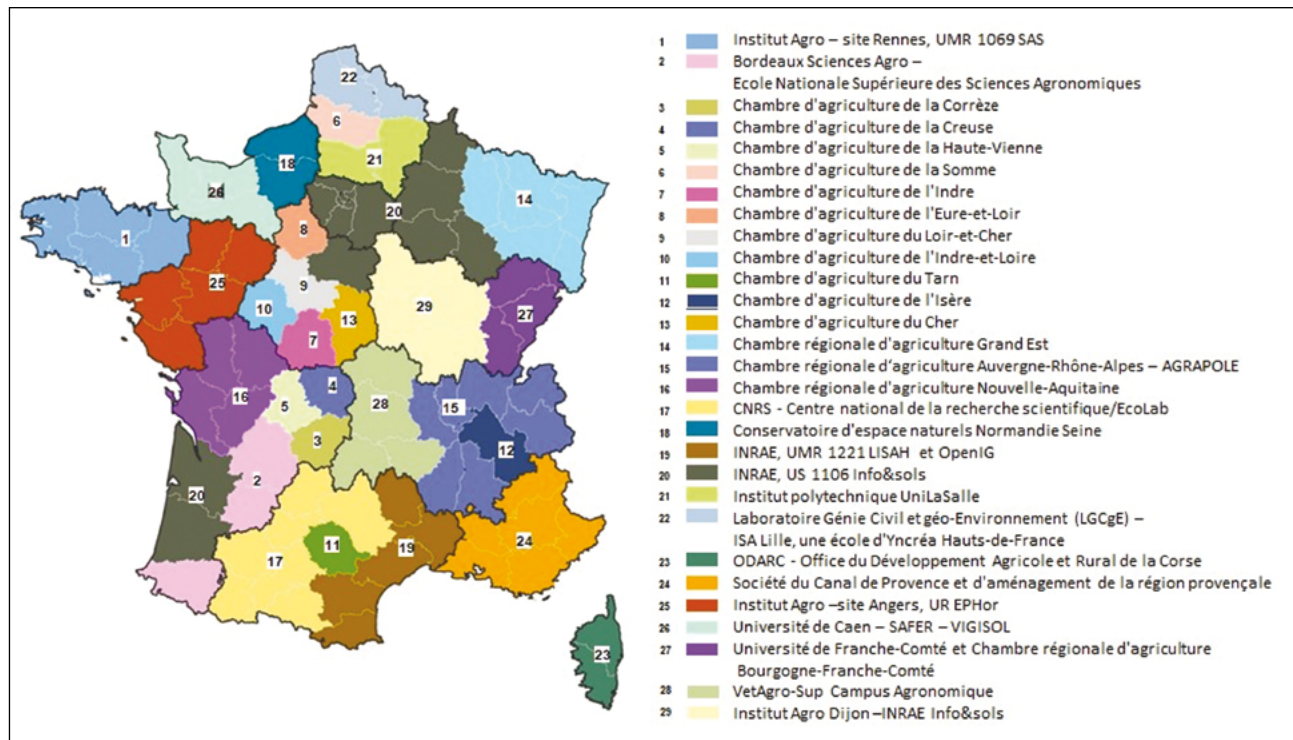 22
6
18
21
26
14
20
1
8
25
9
29
10
27
13
7
4
16
28
15
5
3
12
2
20
11
19
17
24
23
1 Institut Agro – site Rennes, UMR 1069 SAS
2 Bordeaux Sciences Agro –
Ecole Nationale Supérieure des Sciences Agronomiques
3 Chambre d'agriculture de la Corrèze
4 Chambre d'agriculture de la Creuse
5 Chambre d'agriculture de la Haute-Vienne
6 Chambre d'agriculture de la Somme
7 Chambre d'agriculture de l'Indre
8 Chambre d'agriculture de l'Eure-et-Loir
9 Chambre d'agriculture du Loir-et-Cher
10 Chambre d'agriculture de l'Indre-et-Loire
11 Chambre d'agriculture du Tarn
12 Chambre d'agriculture de l'Isère
13 Chambre d'agriculture du Cher
14 Chambre régionale d'agriculture Grand Est
15 Chambre régionale d'agriculture Auvergne-Rhône-Alpes – AGRAPOLE
16 Chambre régionale d'agriculture Nouvelle-Aquitaine
17 CNRS - Centre national de la recherche scientifique/EcoLab
18 Conservatoire d'espace naturels Normandie Seine
19 INRAE, UMR 1221 LISAH et OpenIG
20 INRAE, US 1106 Info&sols
21 Institut polytechnique UniLaSalle
22 Laboratoire Génie Civil et géo-Environnement (LGCgE) –
ISA Lille, une école d'Yncréa Hauts-de-France
23 ODARC - Office du Développement Agricole et Rural de la Corse
24 Société du Canal de Provence et d'aménagement de la région provençale
25 Institut Agro –site Angers, UR EPHor
26 Université de Caen – SAFER – VIGISOL
27 Université de Franche-Comté et Chambre régionale d'agriculture
Bourgogne-Franche-Comté
28 VetAgro-Sup Campus Agronomique
29 Institut Agro Dijon –INRAE Info&sols